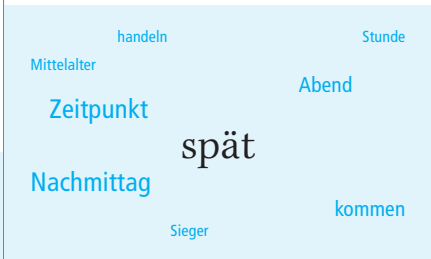 handeln Stunde
Mittelalter
Abend
Zeitpunkt
spät
Nachmittag
kommen
Sieger